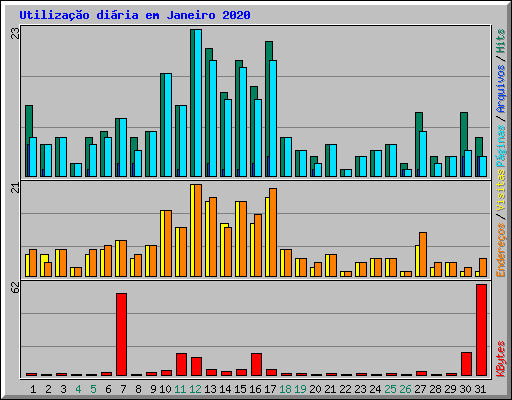 Utilização diária em Janeiro 2020
23
21
62
Endereços / Visitas Páginas / Arquivos / Hits
KBytes
1 2 3 4 5 6 7 8 9 10 11 12 13 14 15 16 17 18 19 20 21 22 23 24 25 26 27 28 29 30 31